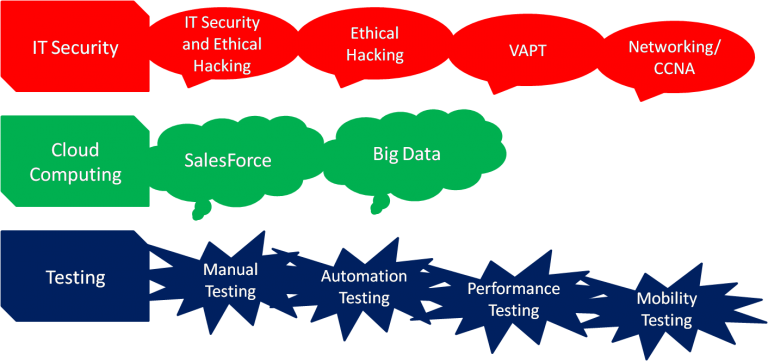 IT Security
IT Security
and Ethical
Hacking
Ethical
Hacking
VAPT
Networking/
CCNA
Cloud
Computing
SalesForce
Big Data
Testing
Manual
Testing
Automation
Testing
Performance
Testing
Mobility
Testing